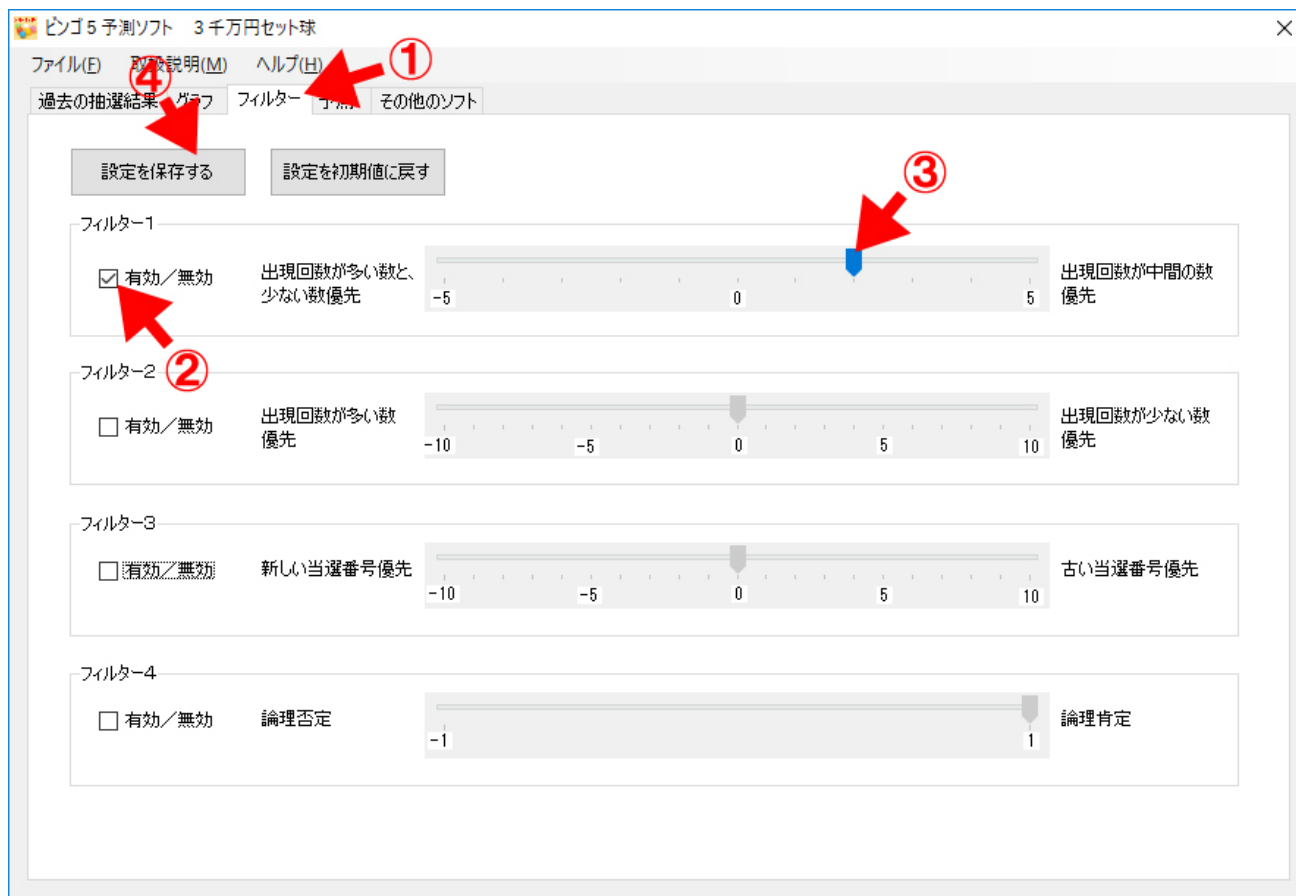 ビンゴ5予測ソフト　3千万円セット球
ファイル(F)　取扱説明(M)　ヘルプ(H)　①
④
過去の抽選結果　グラフ　フィルター　予測　その他のソフト
設定を保存する　設定を初期値に戻す
③
フィルター1
有効／無効　出現回数が多い数と、　出現回数が中間の数
少ない数優先　優先
-5　0　5
②
フィルター2
有効／無効　出現回数が多い数　出現回数が少ない数
優先　優先
-10　-5　0　5　10
フィルター3
有効／無効　新しい当選番号優先　古い当選番号優先
-10　-5　0　5　10
フィルター4
有効／無効　論理否定　論理肯定
-1　1